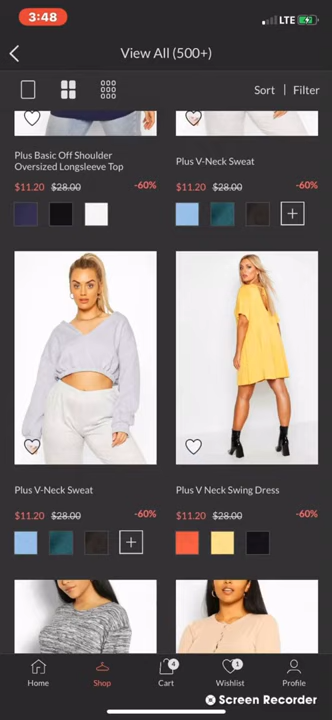 3:48
LTE
View All (500+)
Sort | Filter
Plus Basic Off Shoulder
Oversized Longsleeve Top
$11.20 $28.00 -60%
Plus V-Neck Sweat
$11.20 $28.00 -60%
+
Plus V-Neck Sweat
$11.20 $28.00 -60%
+
Plus V Neck Swing Dress
$11.20 $28.00 -60%
Home
Shop
4
Cart
1
Wishlist
Profile
Screen Recorder